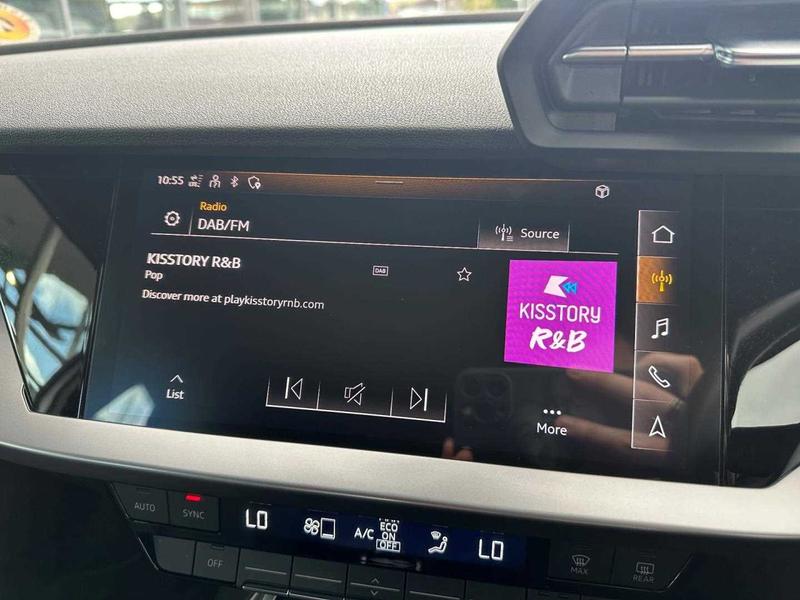 10:55
Radio
DAB/FM
Source
KISSTORY R&B
Pop
DAB
Discover more at playkisstoryrnb.com
KISSTORY
R&B
List
More
AUTO
SYNC
LO
A/C
ECO
ON
OFF
LO
OFF
MAX
REAR